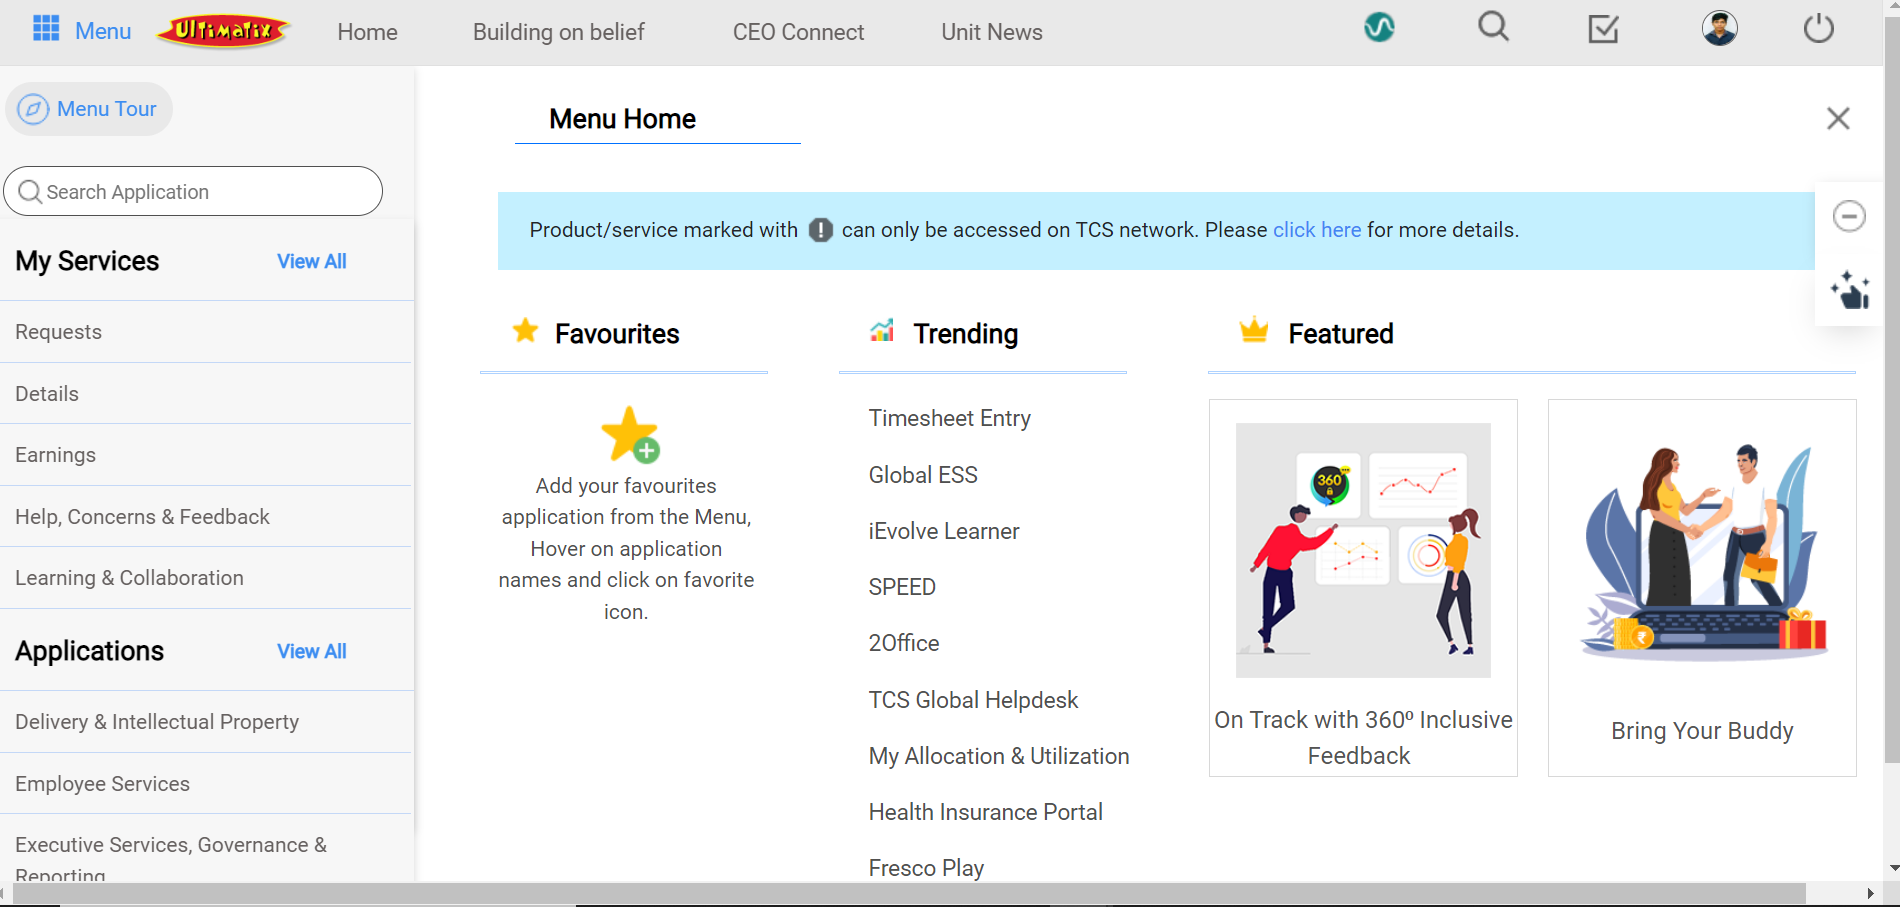 Menu
Ultimatix
Home
Building on belief
CEO Connect
Unit News
Menu Tour
Search Application
My Services
View All
Requests
Details
Earnings
Help, Concerns & Feedback
Learning & Collaboration
Applications
View All
Delivery & Intellectual Property
Employee Services
Executive Services, Governance &
Reporting
Menu Home
Product/service marked with ! can only be accessed on TCS network. Please click here for more details.
Favourites
Add your favourites
application from the Menu,
Hover on application
names and click on favorite
icon.
Trending
Timesheet Entry
Global ESS
iEvolve Learner
SPEED
2Office
TCS Global Helpdesk
My Allocation & Utilization
Health Insurance Portal
Fresco Play
Featured
360
On Track with 360º Inclusive
Feedback
₹
Bring Your Buddy